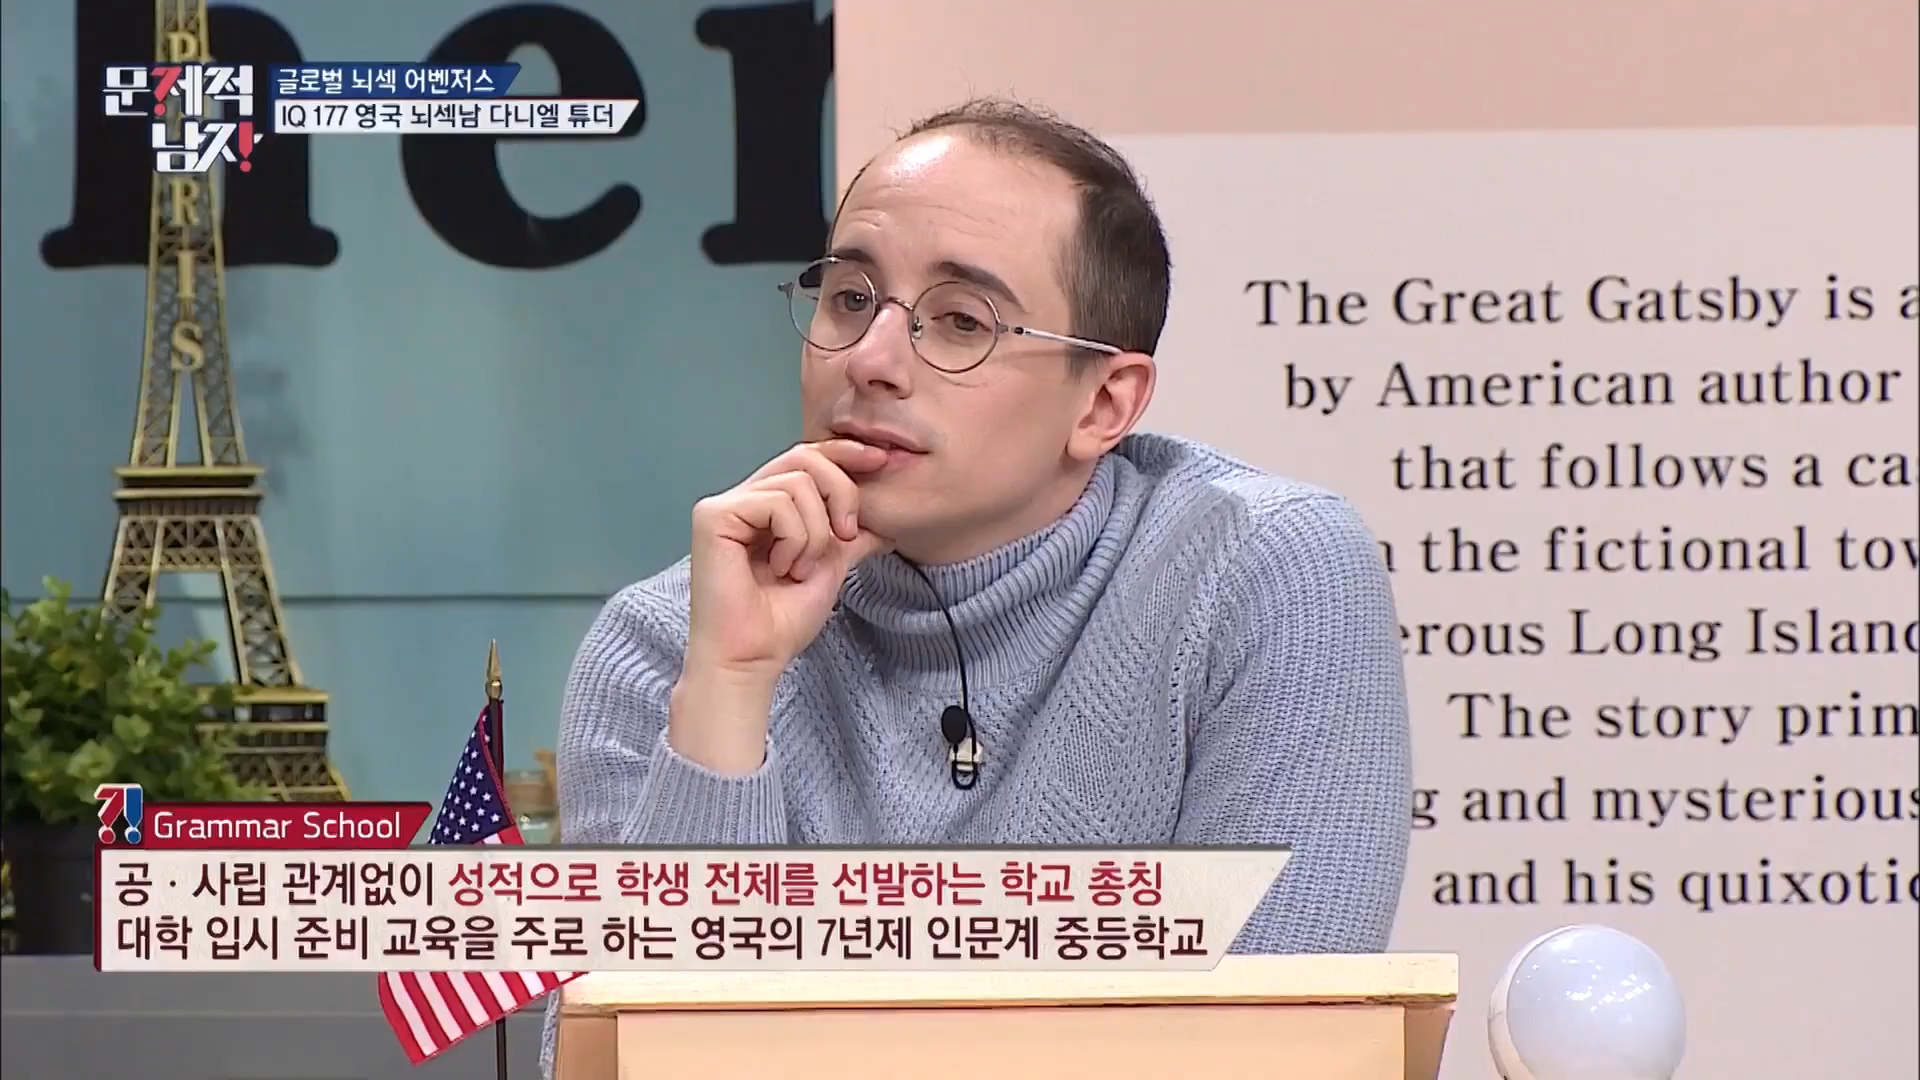 문제적
남자!
글로벌 뇌섹 어벤저스
IQ 177 영국 뇌섹남 다니엘 튜더
her
PARIS
The Great Gatsby is a
by American author
that follows a ca
the fictional tow
erous Long Island
The story prim
g and mysterious
and his quixotic
?! Grammar School
공·사립 관계없이 성적으로 학생 전체를 선발하는 학교 총칭
대학 입시 준비 교육을 주로 하는 영국의 7년제 인문계 중등학교